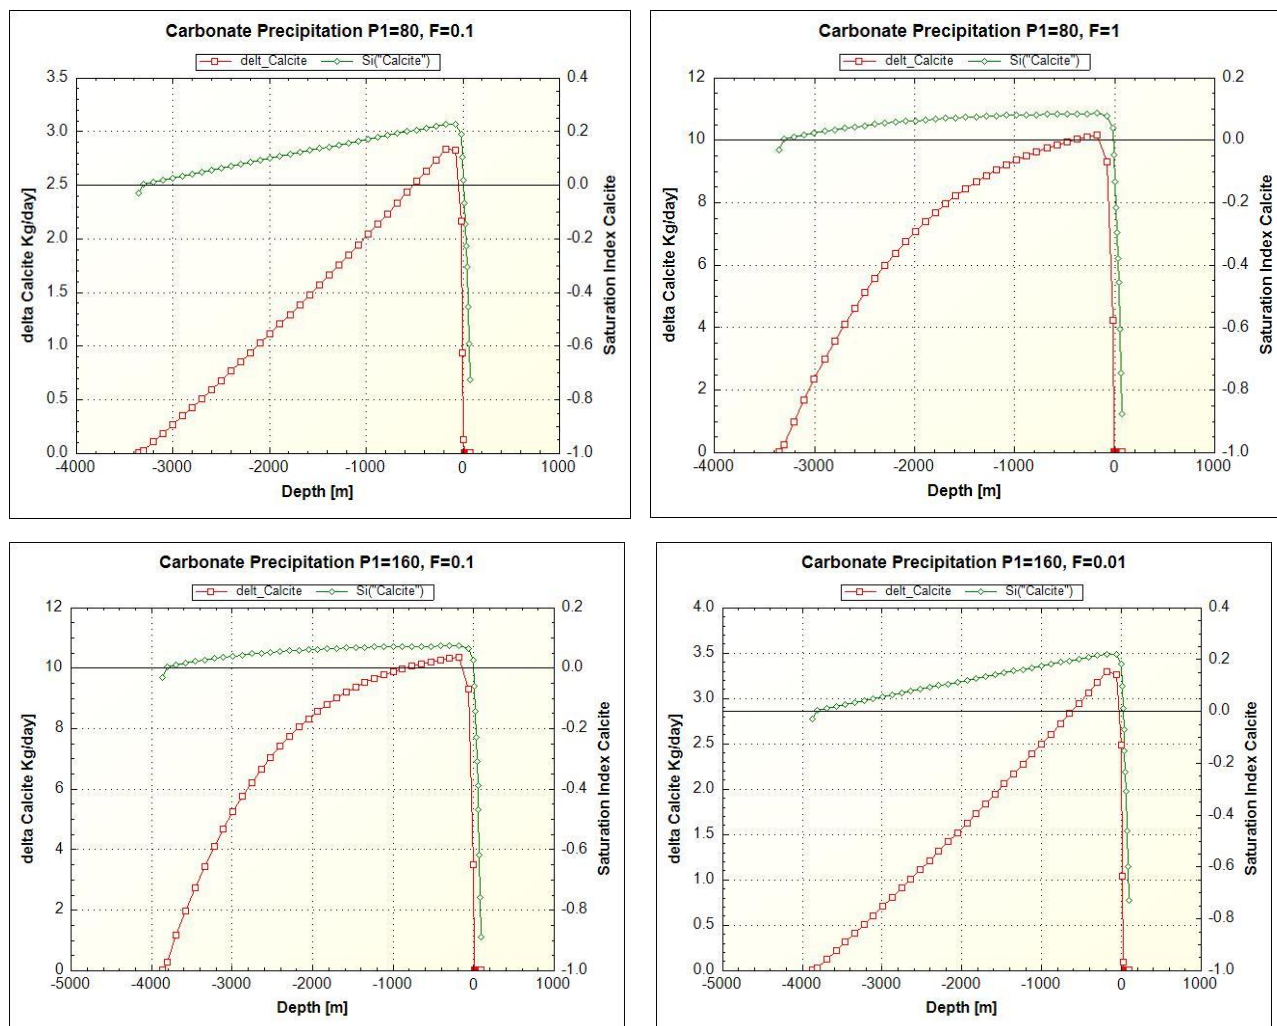 Carbonate Precipitation P1=80, F=0.1
delt_Calcite Si("Calcite")
3.5
3.0
2.5
2.0
1.5
1.0
0.5
0.0
delta Calcite Kg/day]
0.4
0.2
0.0
-0.2
-0.4
-0.6
-0.8
-1.0
Saturation Index Calcite
-4000 -3000 -2000 -1000 0 1000
Depth [m]
Carbonate Precipitation P1=80, F=1
delt_Calcite Si("Calcite")
12
10
8
6
4
2
0
delta Calcite Kg/day]
0.2
0.0
-0.2
-0.4
-0.6
-0.8
-1.0
Saturation Index Calcite
-4000 -3000 -2000 -1000 0 1000
Depth [m]
Carbonate Precipitation P1=160, F=0.1
delt_Calcite Si("Calcite")
12
10
8
6
4
2
0
delta Calcite Kg/day]
0.2
0.0
-0.2
-0.4
-0.6
-0.8
-1.0
Saturation Index Calcite
-5000 -4000 -3000 -2000 -1000 0 1000
Depth [m]
Carbonate Precipitation P1=160, F=0.01
delt_Calcite Si("Calcite")
4.0
3.5
3.0
2.5
2.0
1.5
1.0
0.5
0.0
delta Calcite Kg/day]
0.4
0.2
0.0
-0.2
-0.4
-0.6
-0.8
-1.0
Saturation Index Calcite
-5000 -4000 -3000 -2000 -1000 0 1000
Depth [m]